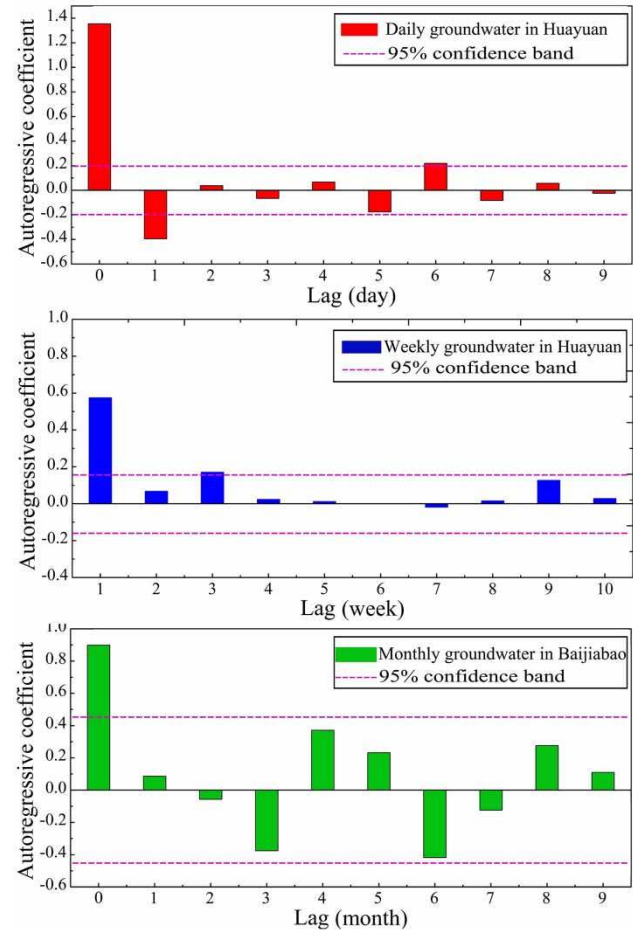 1.4
1.2
1.0
0.8
0.6
0.4
0.2
0.0
-0.2
-0.4
-0.6
Autoregressive coefficient
Daily groundwater in Huayuan
95% confidence band
0 1 2 3 4 5 6 7 8 9
Lag (day)
1.0
0.8
0.6
0.4
0.2
0.0
-0.2
-0.4
Autoregressive coefficient
Weekly groundwater in Huayuan
95% confidence band
1 2 3 4 5 6 7 8 9 10
Lag (week)
1.0
0.8
0.6
0.4
0.2
0.0
-0.2
-0.4
-0.6
Autoregressive coefficient
Monthly groundwater in Baijiabao
95% confidence band
0 1 2 3 4 5 6 7 8 9
Lag (month)